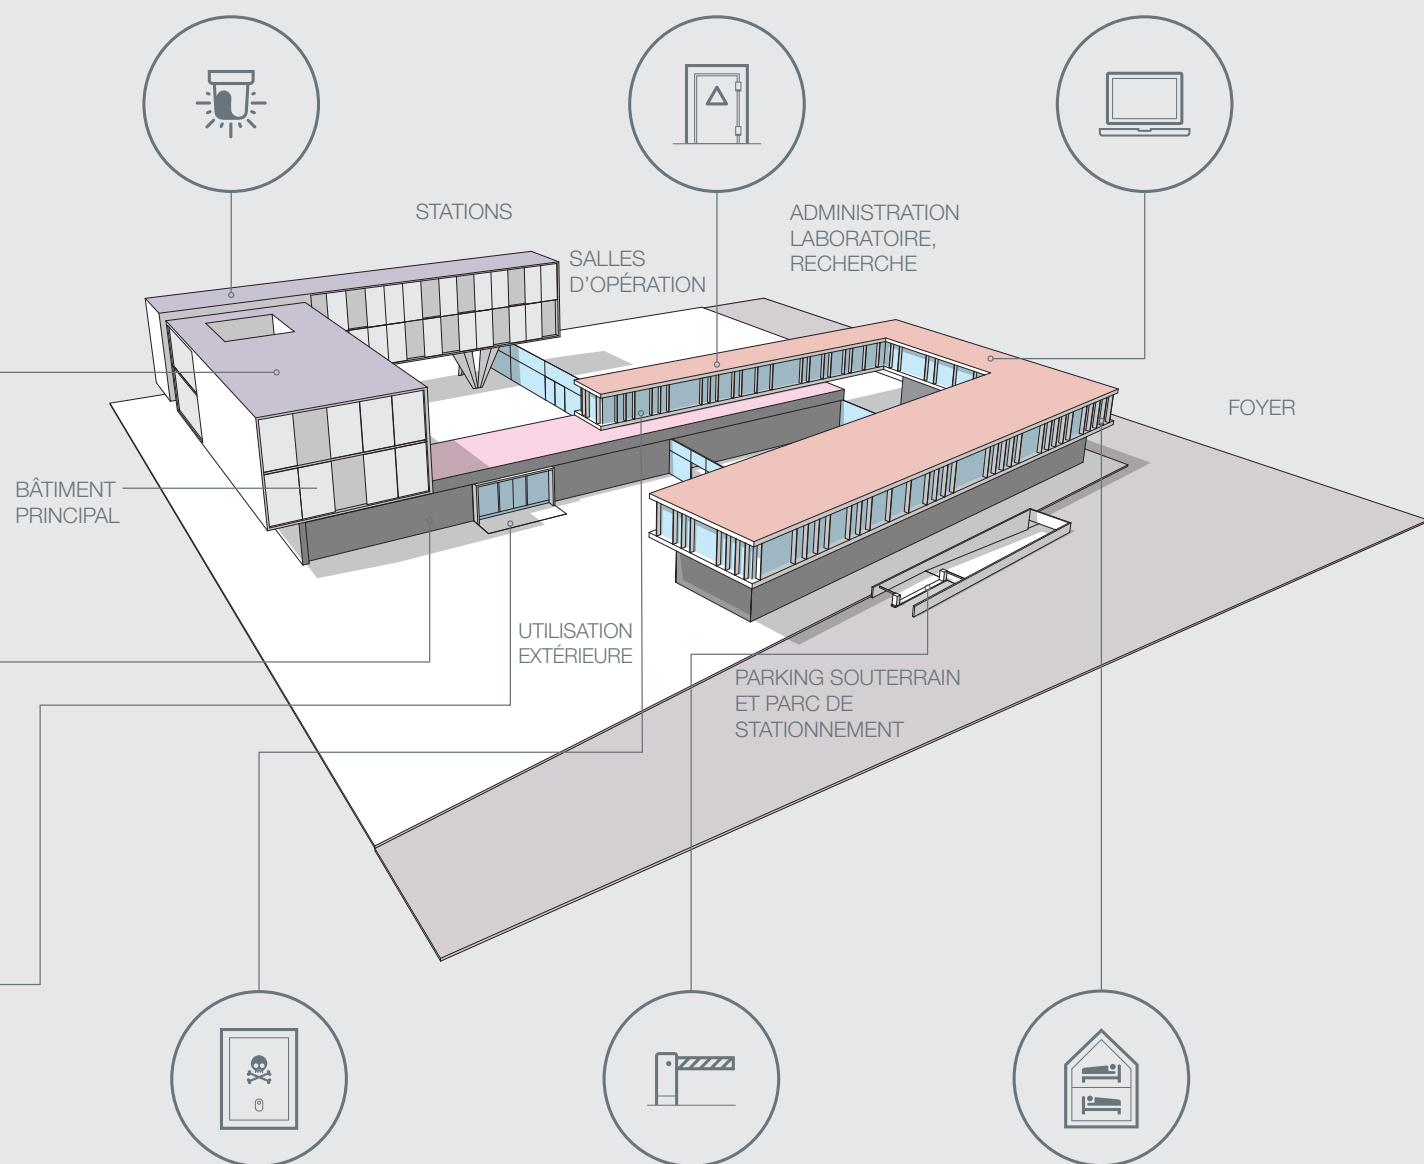 STATIONS
SALLES
D’OPÉRATION
ADMINISTRATION
LABORATOIRE,
RECHERCHE
FOYER
BÂTIMENT
PRINCIPAL
UTILISATION
EXTÉRIEURE
PARKING SOUTERRAIN
ET PARC DE
STATIONNEMENT